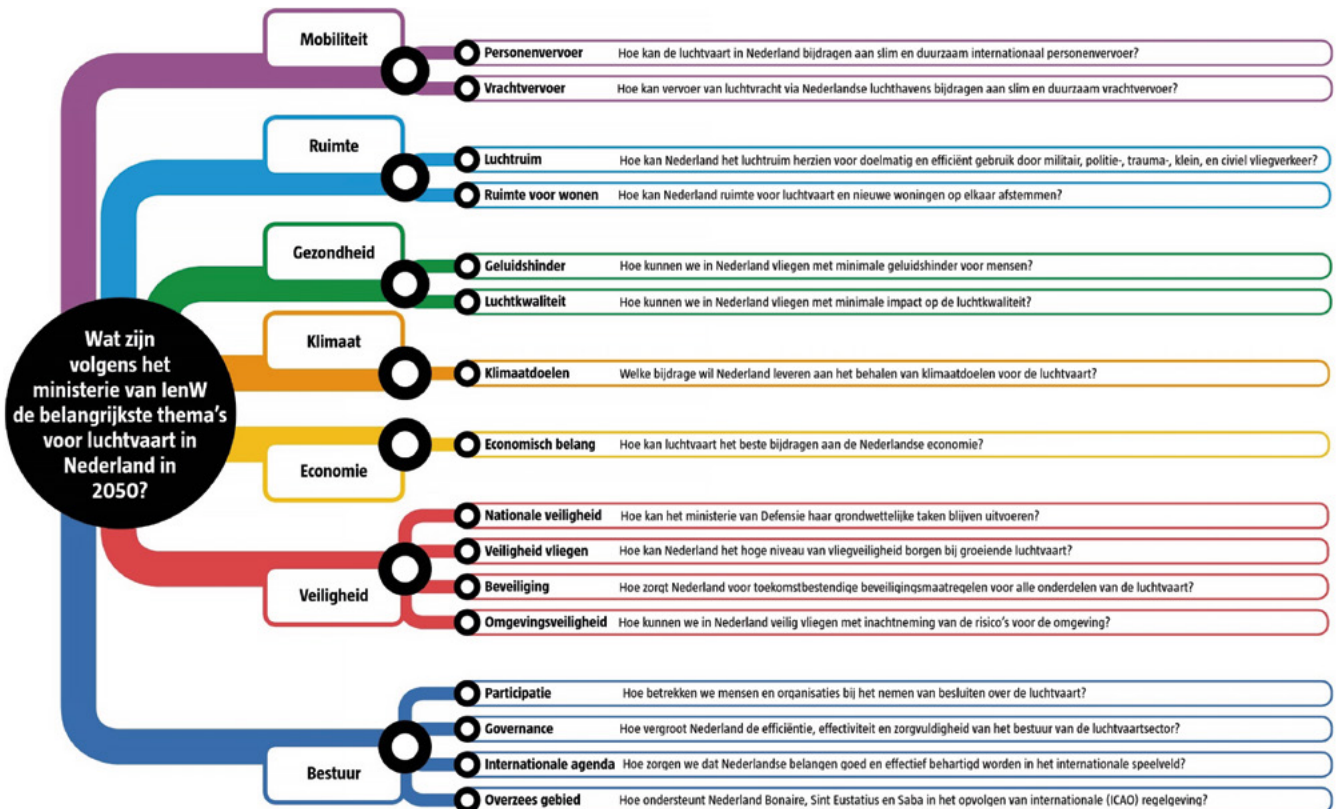 Wat zijn
volgens het
ministerie van IenW
de belangrijkste thema's
voor luchtvaart in
Nederland in
2050?
Mobiliteit
Personenvervoer Hoe kan de luchtvaart in Nederland bijdragen aan slim en duurzaam internationaal personenvervoer?
Vrachtvervoer Hoe kan vervoer van luchtvracht via Nederlandse luchthavens bijdragen aan slim en duurzaam vrachtvervoer?
Ruimte
Luchtruim Hoe kan Nederland het luchtruim herzien voor doelmatig en efficiënt gebruik door militair, politie-, trauma-, klein, en civiel vliegverkeer?
Ruimte voor wonen Hoe kan Nederland ruimte voor luchtvaart en nieuwe woningen op elkaar afstemmen?
Gezondheid
Geluidshinder Hoe kunnen we in Nederland vliegen met minimale geluidshinder voor mensen?
Luchtkwaliteit Hoe kunnen we in Nederland vliegen met minimale impact op de luchtkwaliteit?
Klimaat
Klimaatdoelen Welke bijdrage wil Nederland leveren aan het behalen van klimaatdoelen voor de luchtvaart?
Economisch belang Hoe kan luchtvaart het beste bijdragen aan de Nederlandse economie?
Economie
Nationale veiligheid Hoe kan het ministerie van Defensie haar grondwettelijke taken blijven uitvoeren?
Veiligheid vliegen Hoe kan Nederland het hoge niveau van vliegveiligheid borgen bij groeiende luchtvaart?
Beveiliging Hoe zorgt Nederland voor toekomstbestendige beveiligingsmaatregelen voor alle onderdelen van de luchtvaart?
Veiligheid
Omgevingsveiligheid Hoe kunnen we in Nederland veilig vliegen met inachtneming van de risico's voor de omgeving?
Participatie Hoe betrekken we mensen en organisaties bij het nemen van besluiten over de luchtvaart?
Governance Hoe vergroot Nederland de efficiëntie, effectiviteit en zorgvuldigheid van het bestuur van de luchtvaartsector?
Internationale agenda Hoe zorgen we dat Nederlandse belangen goed en effectief behartigd worden in het internationale speelveld?
Bestuur
Overzees gebied Hoe ondersteunt Nederland Bonaire, Sint Eustatius en Saba in het opvolgen van internationale (ICAO) regelgeving?